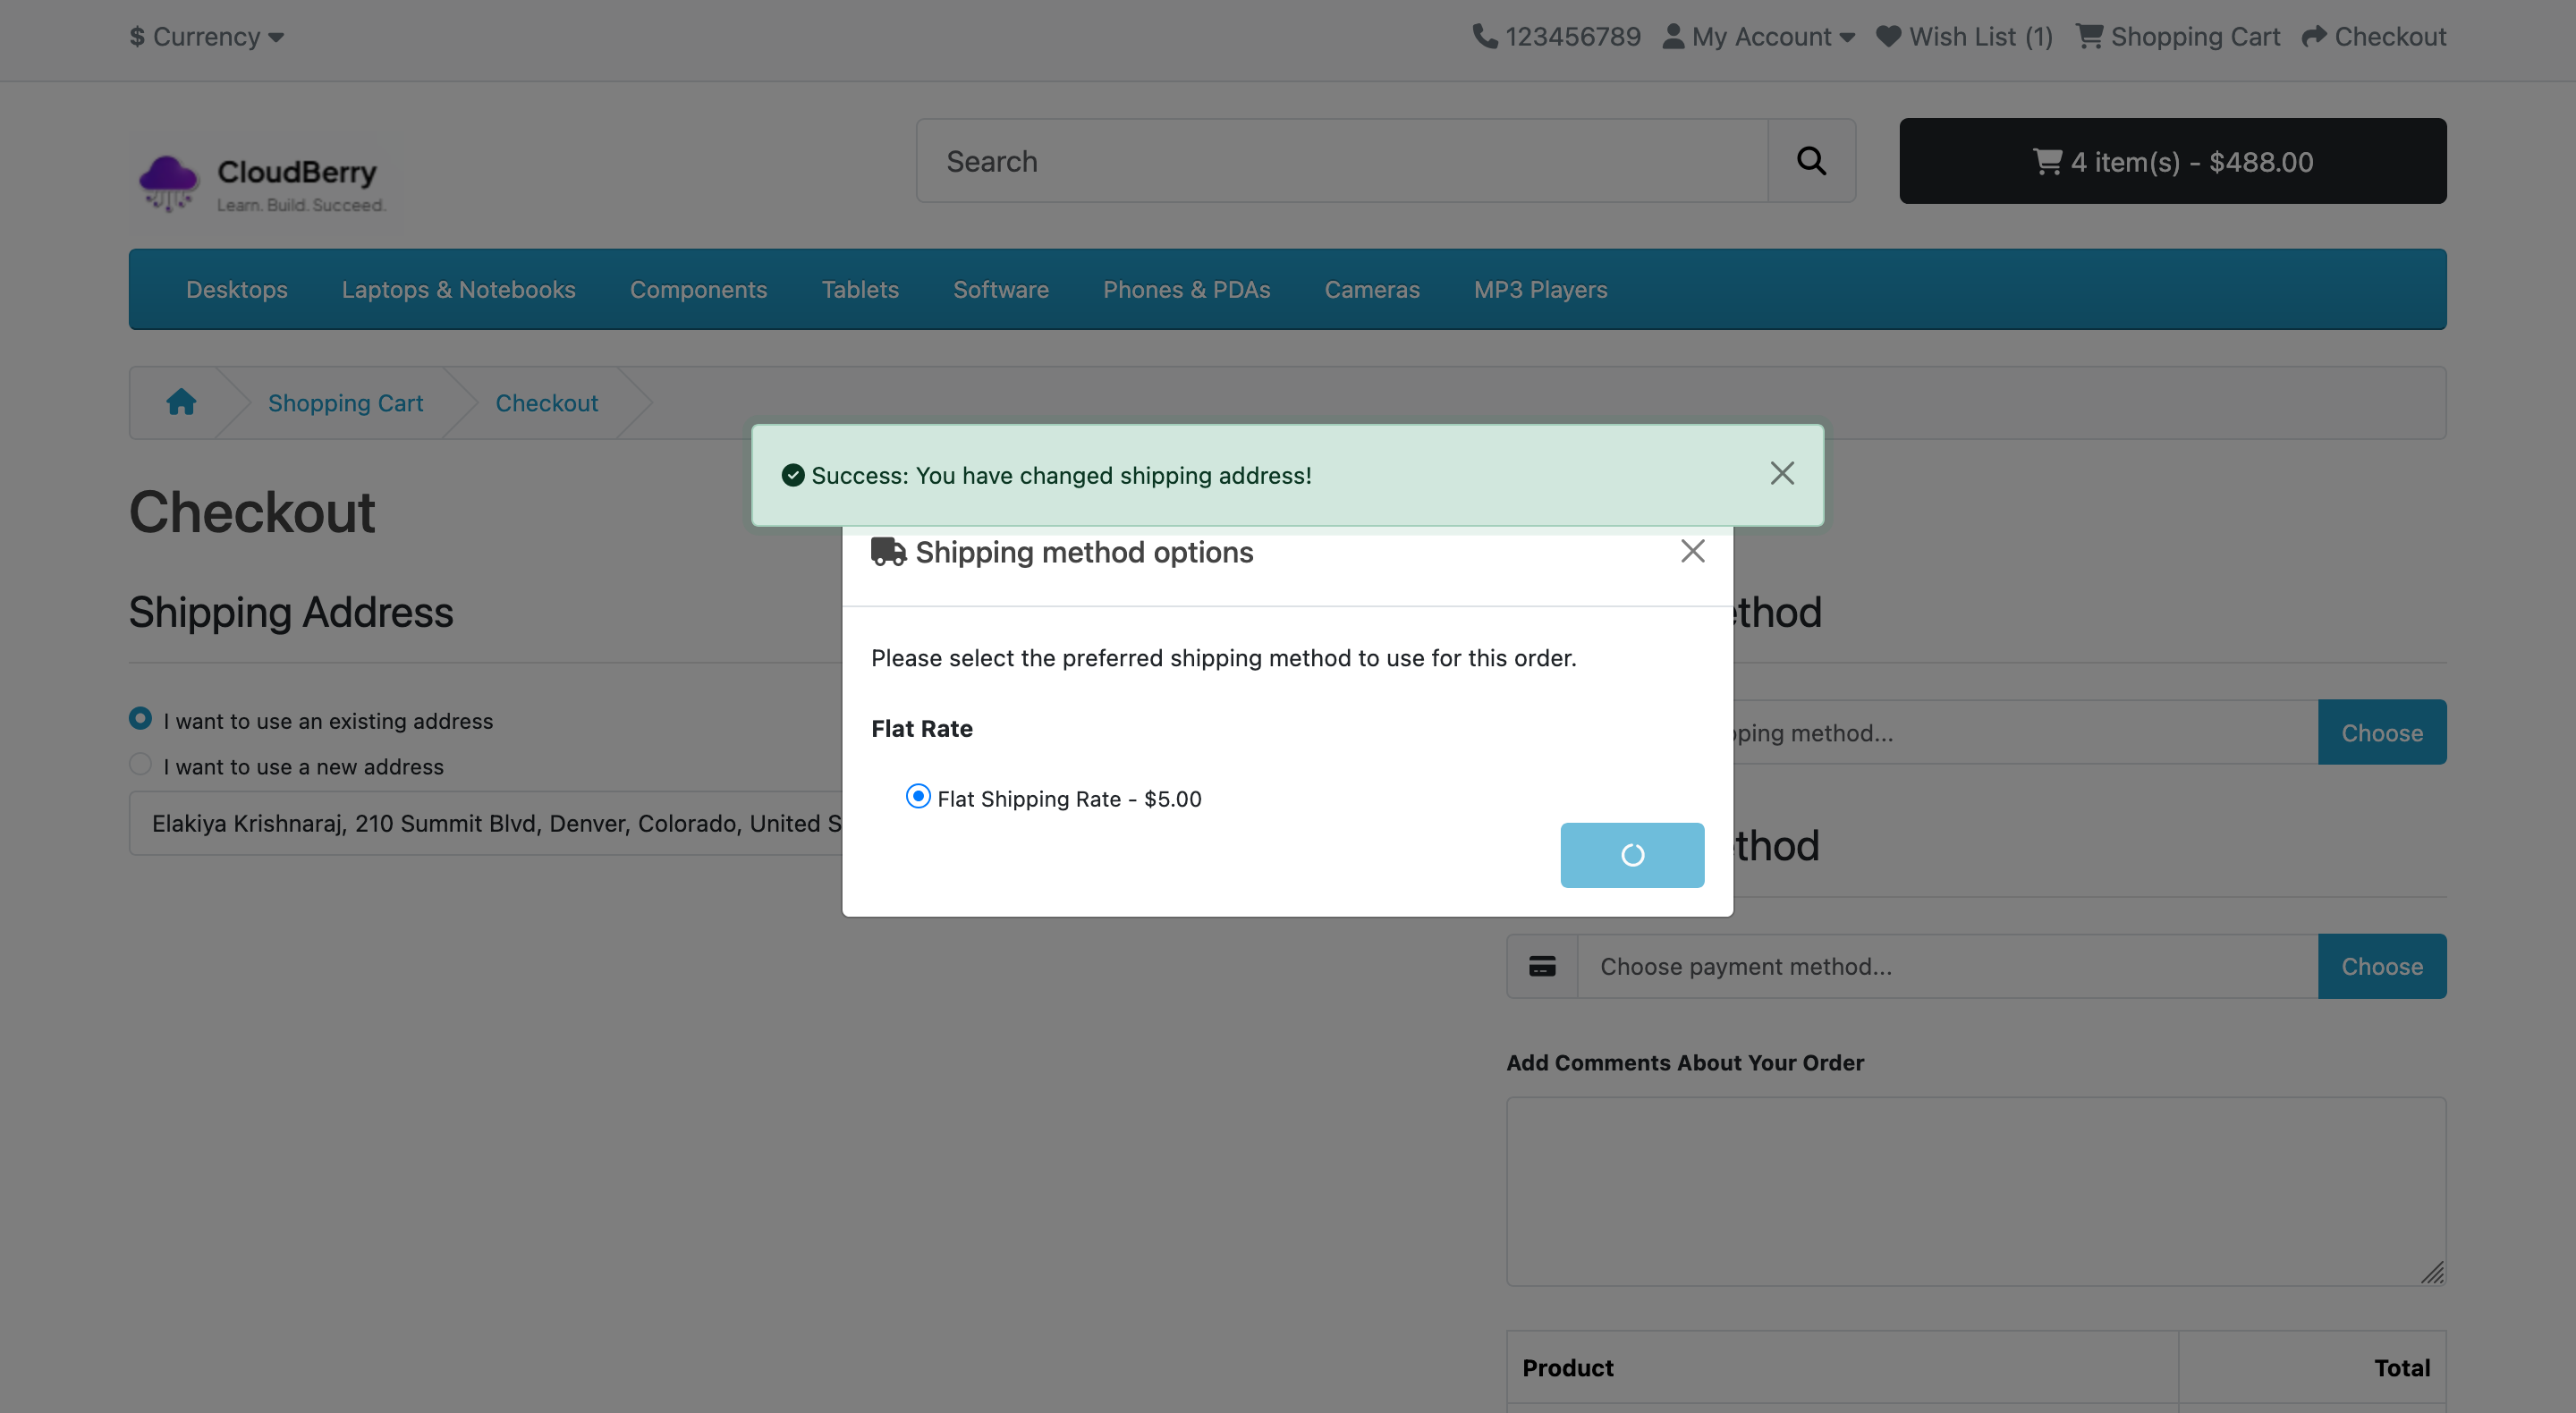 $ Currency
123456789 My Account Wish List (1) Shopping Cart Checkout
CloudBerry
Learn. Build. Succeed.
Search
4 item(s) - $488.00
Desktops Laptops & Notebooks Components Tablets Software Phones & PDAs Cameras MP3 Players
Shopping Cart Checkout
Success: You have changed shipping address!
Checkout
Shipping method options
Shipping Address
Please select the preferred shipping method to use for this order.
Flat Rate
Flat Shipping Rate - $5.00
I want to use an existing address
I want to use a new address
Elakiya Krishnaraj, 210 Summit Blvd, Denver, Colorado, United S
thod
pping method...
Choose
thod
Choose payment method...
Choose
Add Comments About Your Order
Product Total